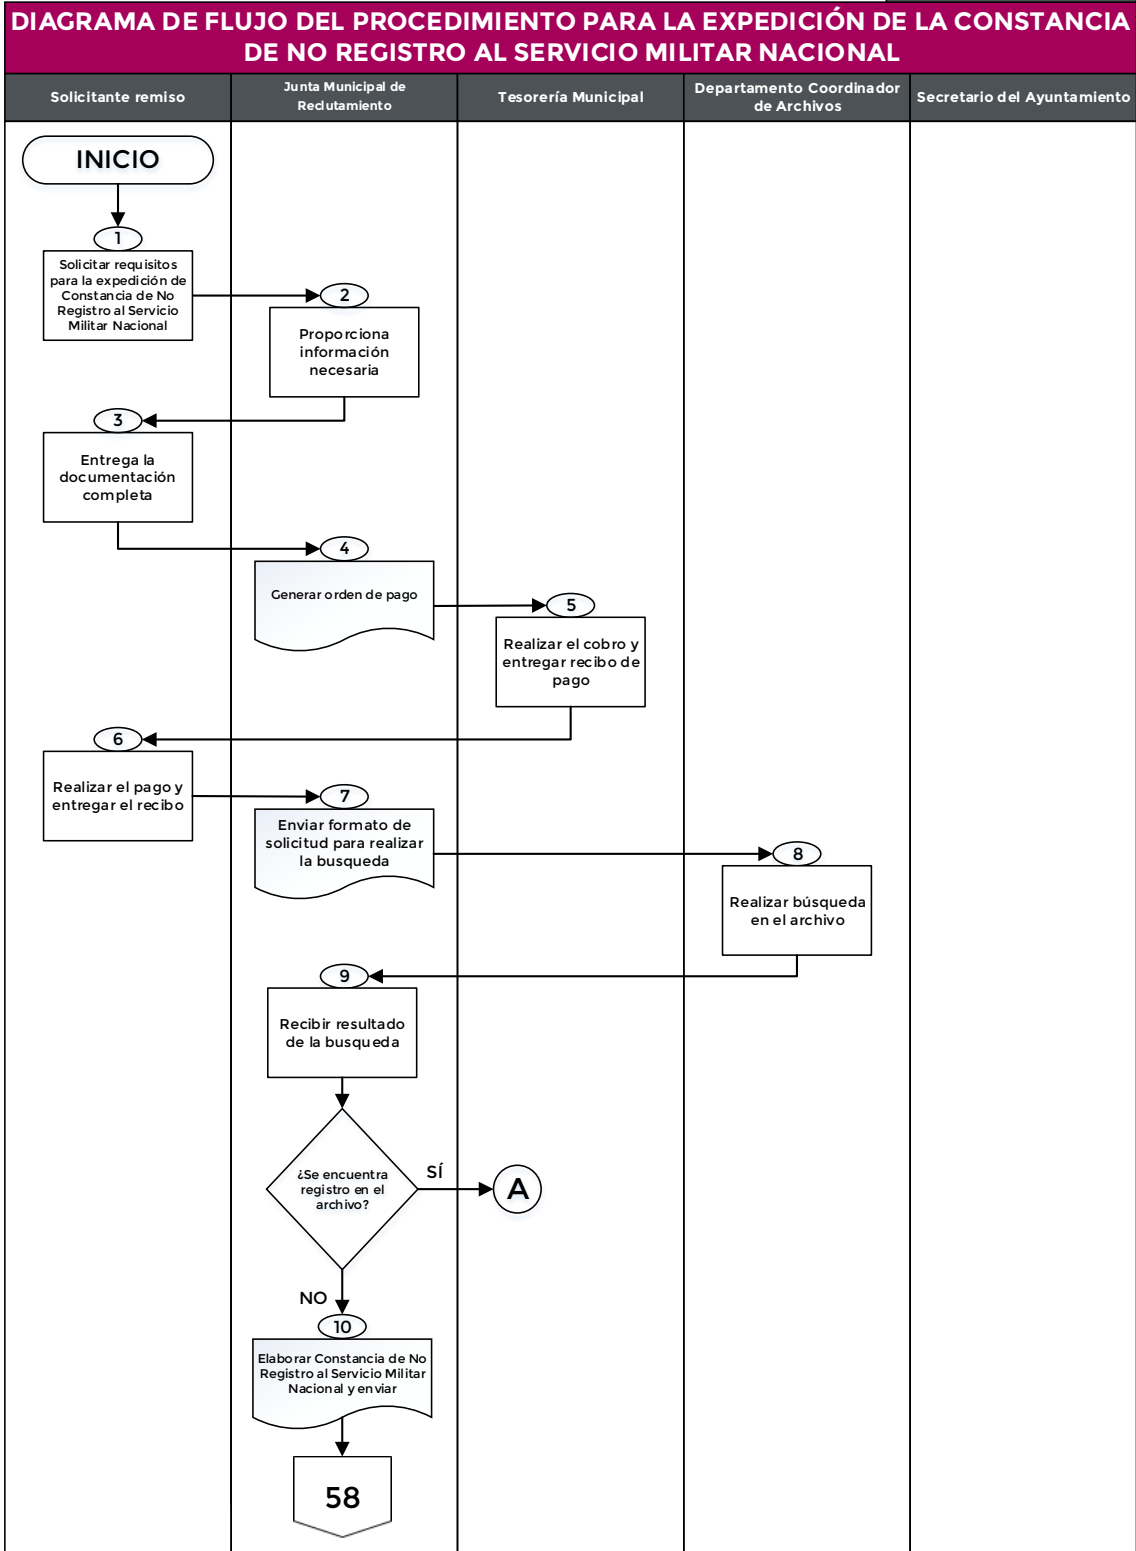 DIAGRAMA DE FLUJO DEL PROCEDIMIENTO PARA LA EXPEDICIÓN DE LA CONSTANCIA
DE NO REGISTRO AL SERVICIO MILITAR NACIONAL
Solicitante remiso
Junta Municipal de
Reclutamiento
Tesorería Municipal
Departamento Coordinador
de Archivos
Secretario del Ayuntamiento
INICIO
1
Solicitar requisitos
para la expedición de
Constancia de No
Registro al Servicio
Militar Nacional
2
Proporciona
información
necesaria
3
Entrega la
documentación
completa
4
Generar orden de pago
5
Realizar el cobro y
entregar recibo de
pago
6
Realizar el pago y
entregar el recibo
7
Enviar formato de
solicitud para realizar
la busqueda
8
Realizar búsqueda
en el archivo
9
Recibir resultado
de la busqueda
¿Se encuentra
registro en el
archivo?
SÍ
A
NO
10
Elaborar Constancia de No
Registro al Servicio Militar
Nacional y enviar
58